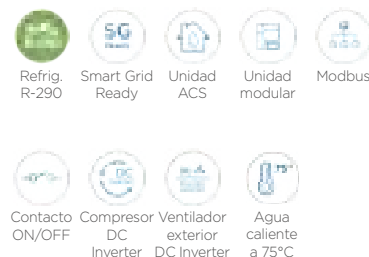 SG
Refrig.
R-290
Smart Grid
Ready
Unidad
ACS
Unidad
modular
Modbus
Contacto
ON/OFF
Compresor
DC
Inverter
Ventilador
exterior
DC Inverter
Agua
caliente
a 75°C